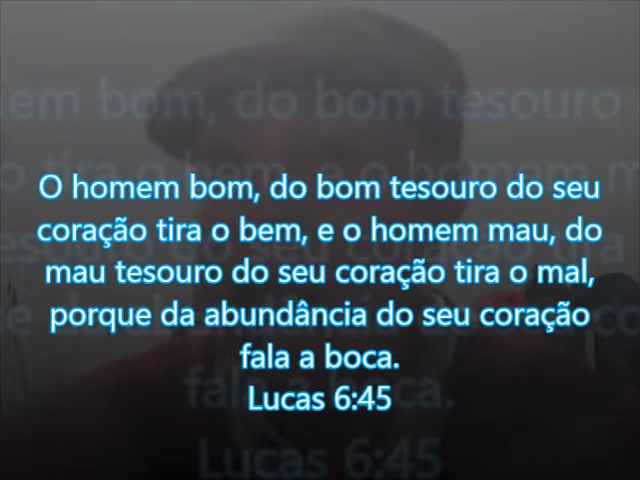 O homem bom, do bom tesouro do seu
coração tira o bem, e o homem mau, do
mau tesouro do seu coração tira o mal,
porque da abundância do seu coração
fala a boca.
Lucas 6:45